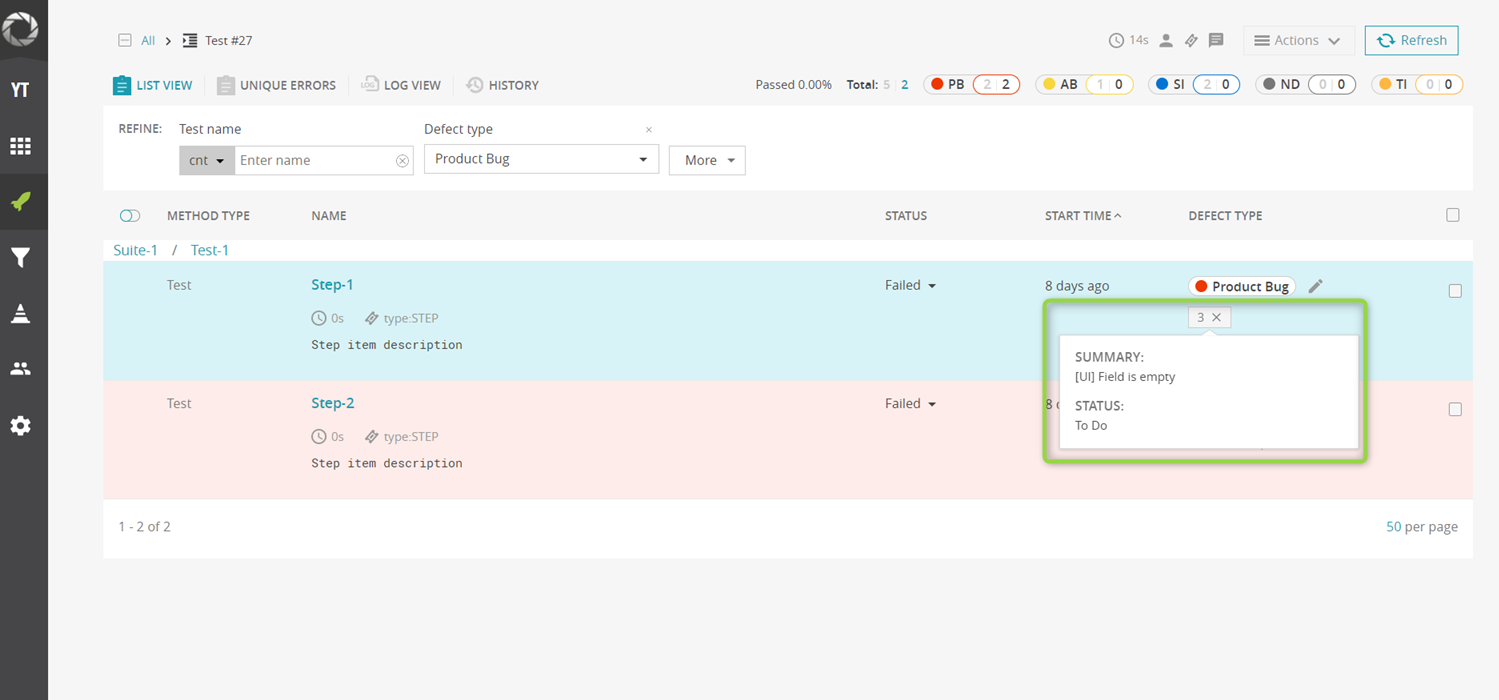 All Test #27 14s Actions Refresh
YT
LIST VIEW UNIQUE ERRORS LOG LOG VIEW HISTORY Passed 0.00% Total: 5 2 PB 2 2 AB 1 0 SI 2 0 ND 0 0 TI 0 0
REFINE: Test name Defect type ×
cnt Enter name Product Bug More
METHOD TYPE NAME STATUS START TIME DEFECT TYPE
Suite-1 / Test-1
Test Step-1 Failed 8 days ago Product Bug
0s type:STEP 3 ×
Step item description
SUMMARY:
[UI] Field is empty
STATUS:
To Do
Test Step-2 Failed 8
0s type:STEP
Step item description
1 - 2 of 2 50 per page